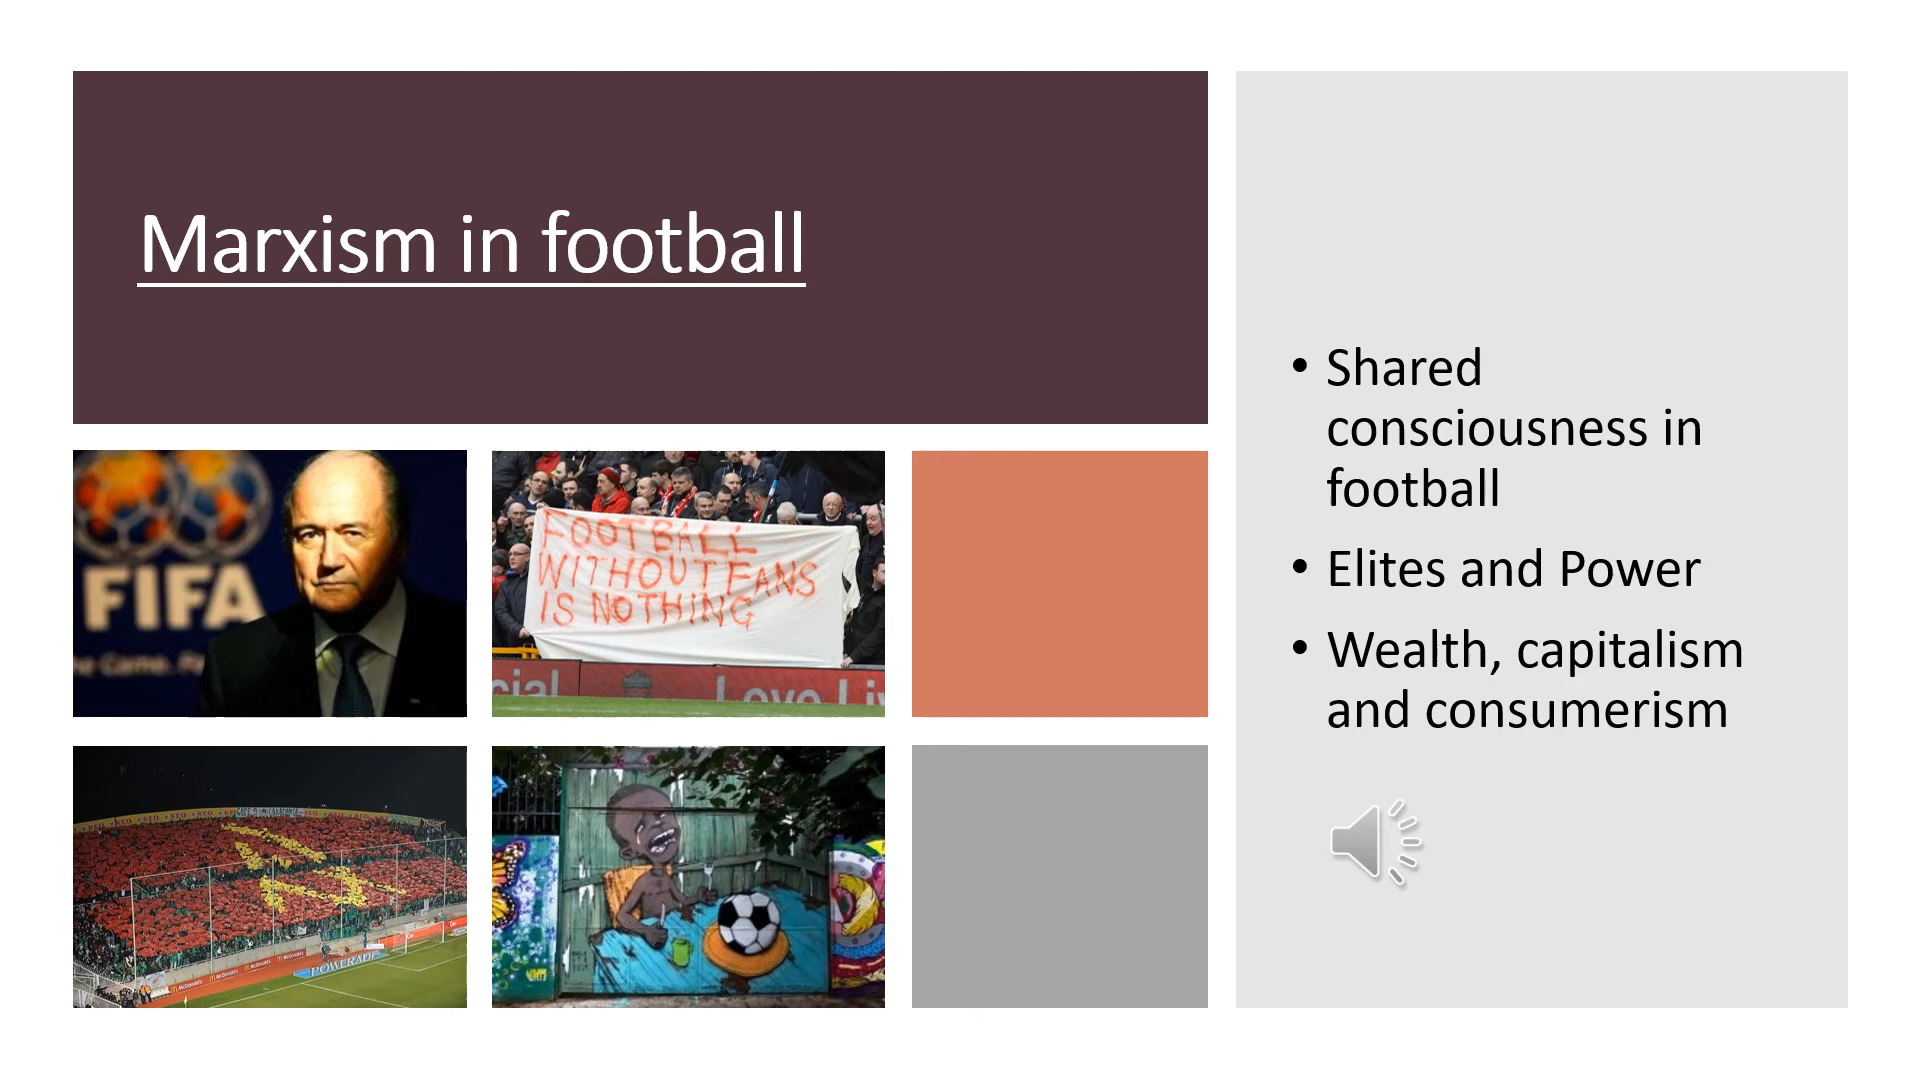 Marxism in football
• Shared
consciousness in
football
• Elites and Power
• Wealth, capitalism
and consumerism
FIFA
FOOTBALL
WITHOUT FANS
IS NOTHING
POWERADE